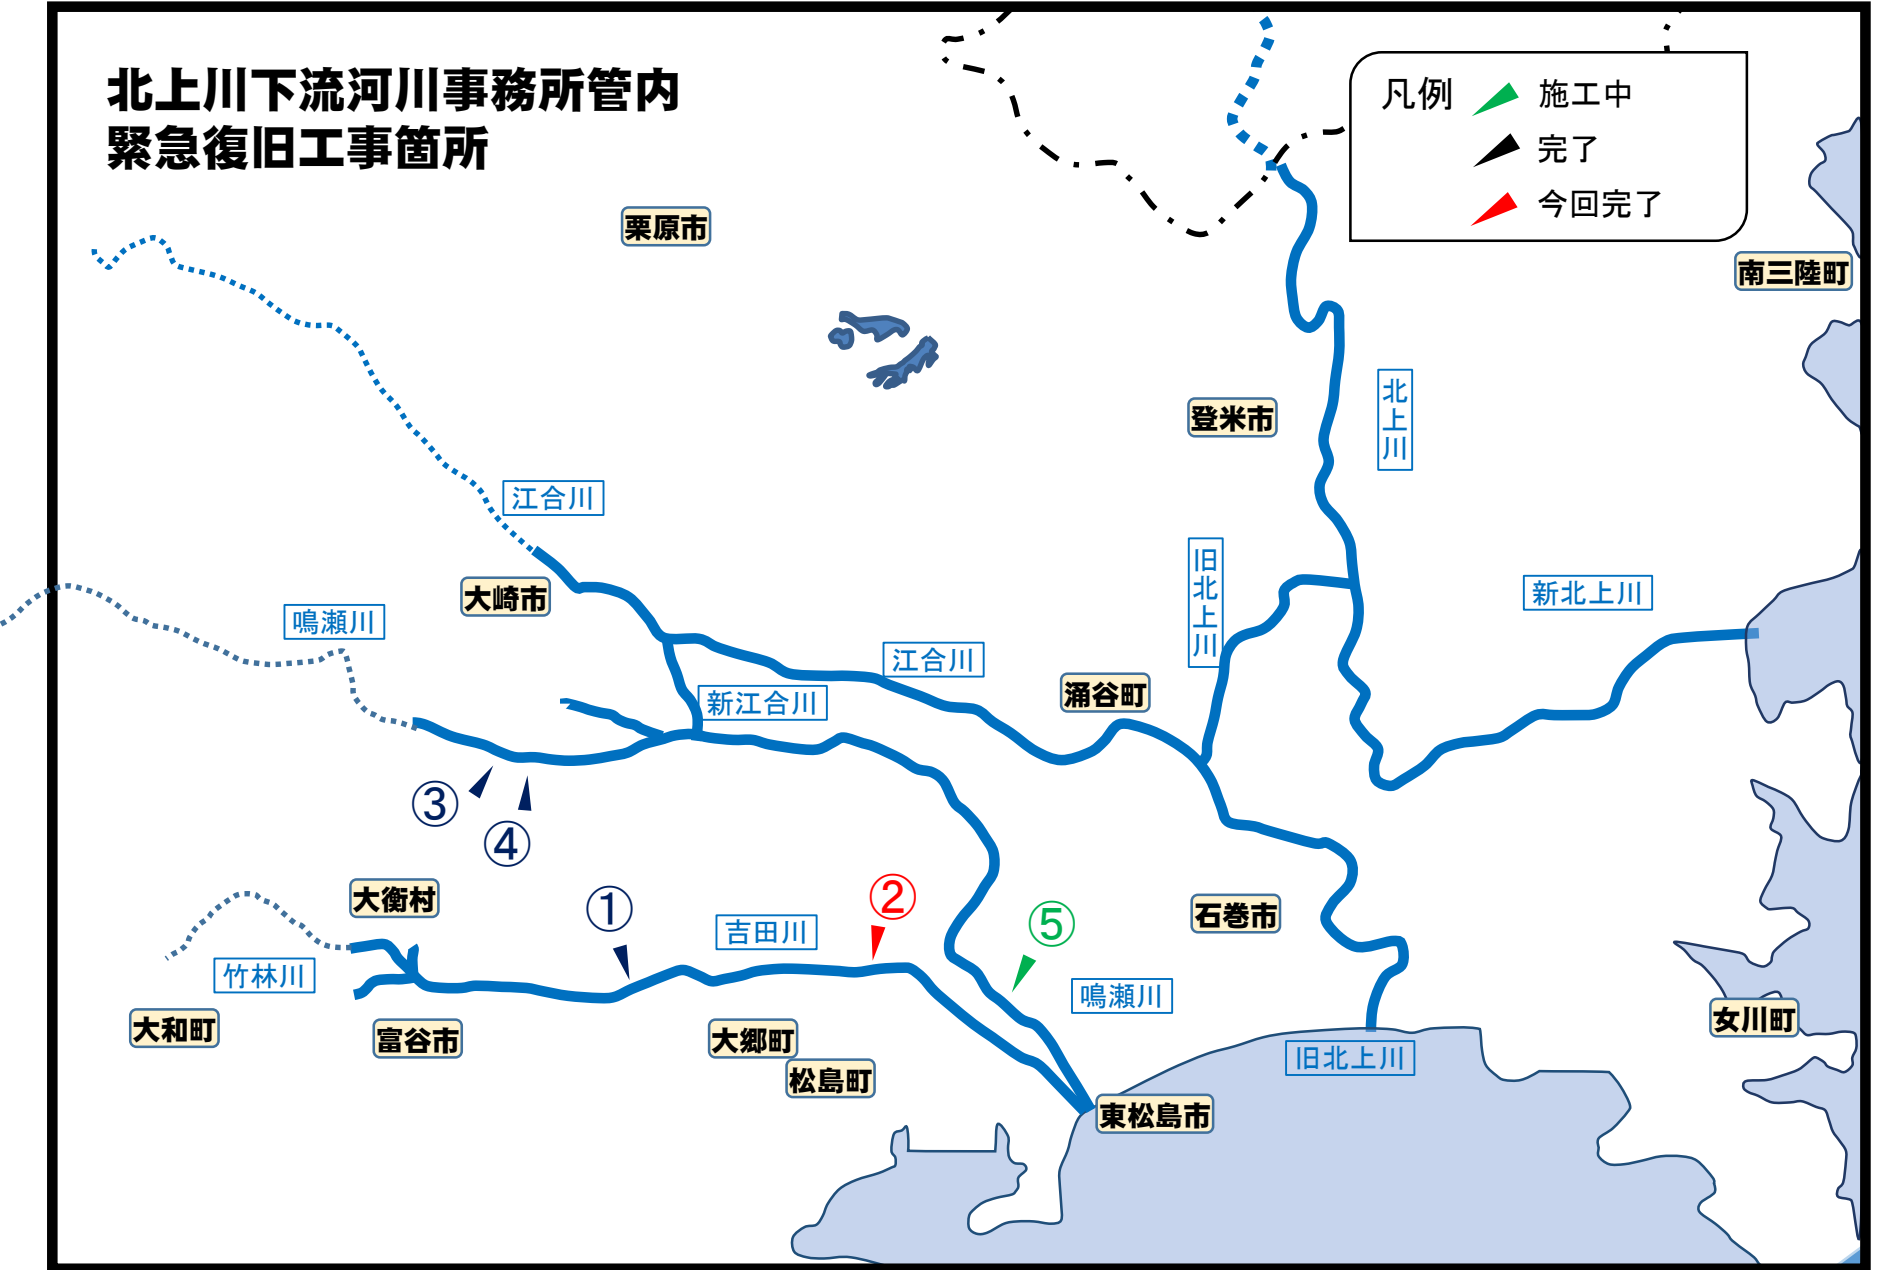 北上川下流河川事務所管内
緊急復旧工事箇所
凡例
施工中
完了
今回完了
栗原市
南三陸町
登米市
北上川
江合川
旧北上川
大崎市
新北上川
鳴瀬川
江合川
涌谷町
新江合川
③
④
大衡村
①
②
⑤
石巻市
吉田川
竹林川
鳴瀬川
大和町
富谷市
大郷町
女川町
旧北上川
松島町
東松島市